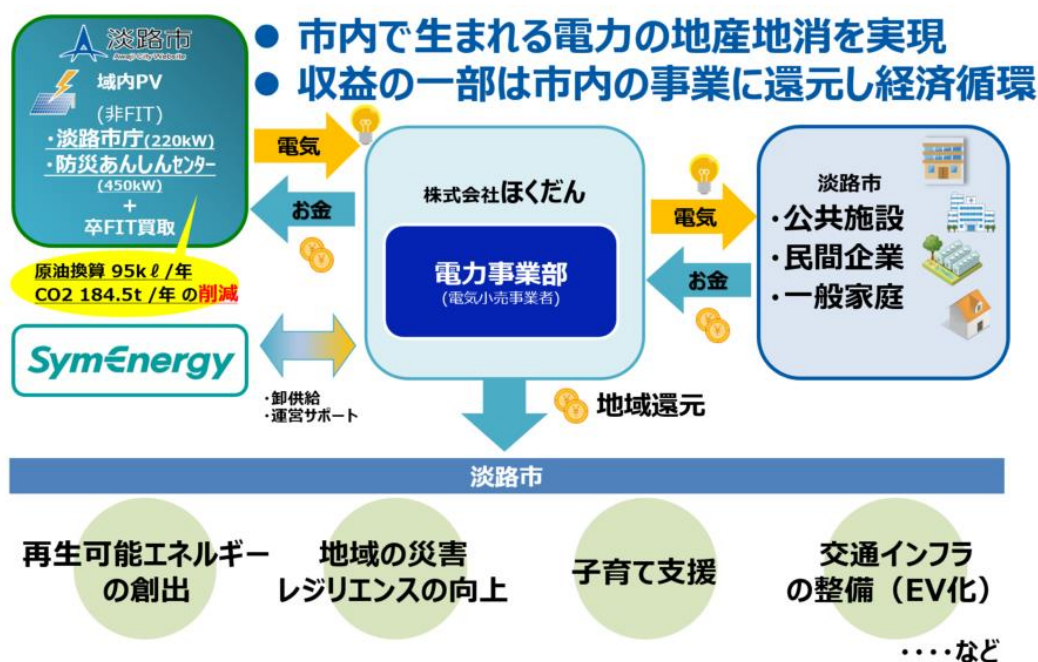 淡路市
Awaji City Website
域内PV
(非FIT)
・淡路市庁(220kW)
・防災あんしんセンター
(450kW)
+
卒FIT買取
原油換算 95kℓ/年
CO2 184.5t /年 の削減
● 市内で生まれる電力の地産地消を実現
● 収益の一部は市内の事業に還元し経済循環
電気
お金
株式会社ほくだん
電力事業部
(電気小売事業者)
電気
お金
淡路市
・公共施設
・民間企業
・一般家庭
SymEnergy
・卸供給
・運営サポート
地域還元
淡路市
再生可能エネルギー
の創出
地域の災害
レジリエンスの向上
子育て支援
交通インフラ
の整備（EV化）
・・・・など